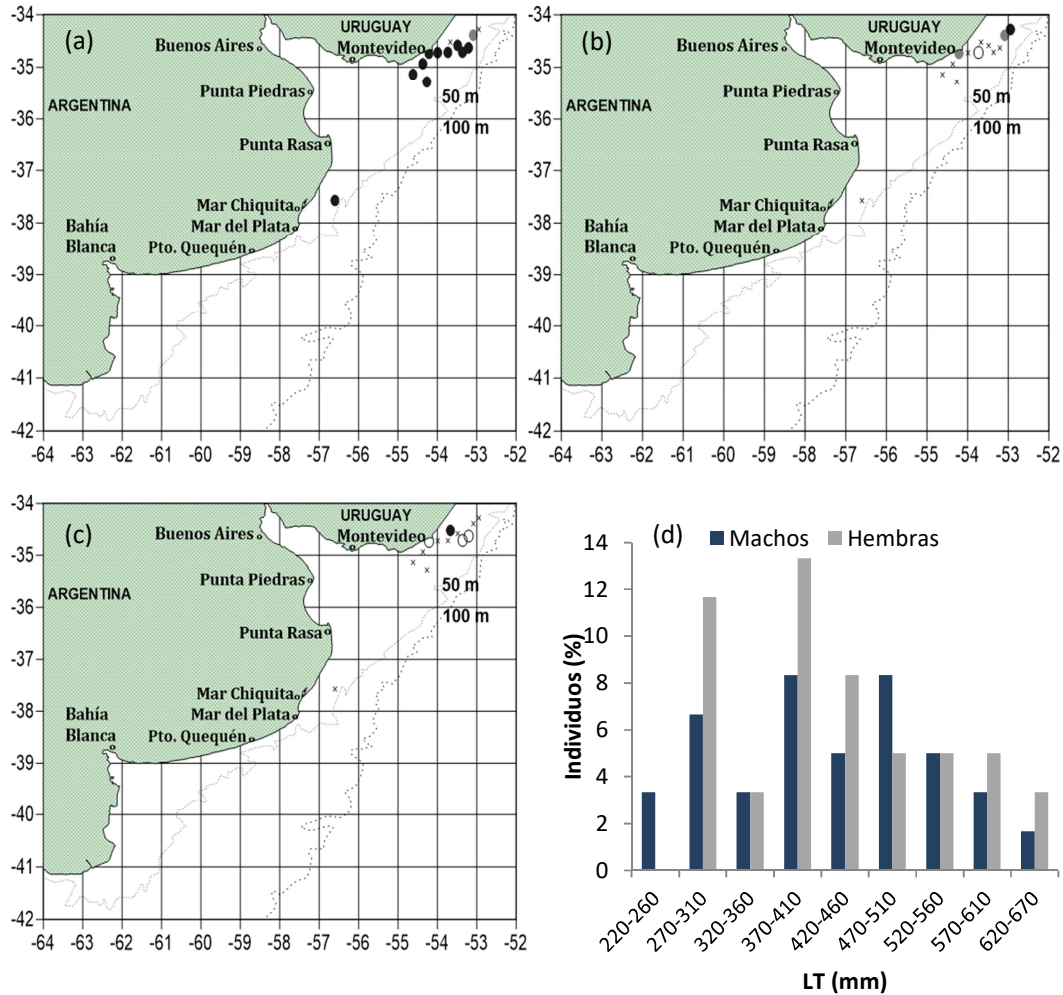 (a)
URUGUAY
Buenos Aires
Montevideo
Punta Piedras
50 m
ARGENTINA
100 m
Punta Rasa
Mar Chiquita
Bahía
Blanca
Mar del Plata
Pto. Quequén
-34
-35
-36
-37
-38
-39
-40
-41
-42
-64 -63 -62 -61 -60 -59 -58 -57 -56 -55 -54 -53 -52
(b)
URUGUAY
Buenos Aires
Montevideo
Punta Piedras
50 m
ARGENTINA
100 m
Punta Rasa
Mar Chiquita
Bahía
Blanca
Mar del Plata
Pto. Quequén
-34
-35
-36
-37
-38
-39
-40
-41
-42
-64 -63 -62 -61 -60 -59 -58 -57 -56 -55 -54 -53 -52
(c)
URUGUAY
Buenos Aires
Montevideo
Punta Piedras
50 m
ARGENTINA
100 m
Punta Rasa
Mar Chiquita
Bahía
Blanca
Mar del Plata
Pto. Quequén
-34
-35
-36
-37
-38
-39
-40
-41
-42
-64 -63 -62 -61 -60 -59 -58 -57 -56 -55 -54 -53 -52
(d)
Machos Hembras
Individuos (%)
14
12
10
8
6
4
2
0
220-260 270-310 320-360 370-410 420-460 470-510 520-560 570-610 620-670
LT (mm)